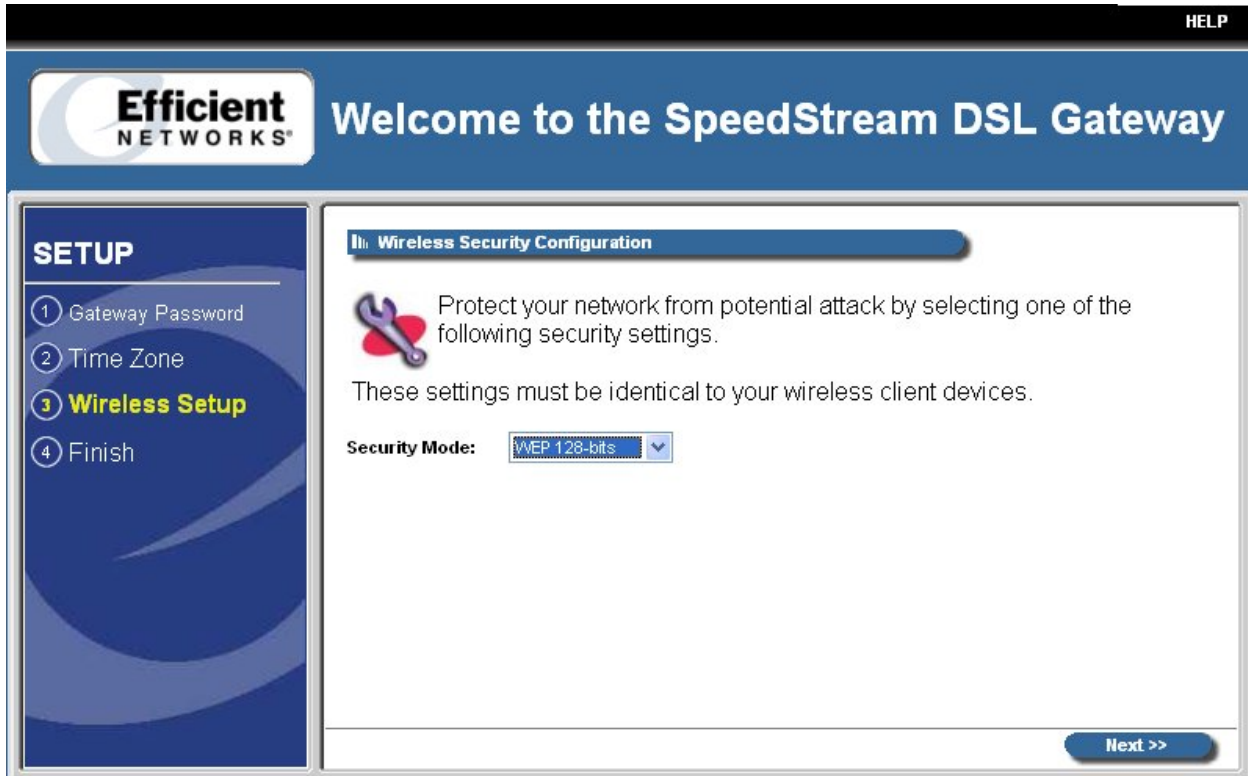 HELP
Efficient
NETWORKS®
Welcome to the SpeedStream DSL Gateway
SETUP
1 Gateway Password
2 Time Zone
3 Wireless Setup
4 Finish
Wireless Security Configuration
Protect your network from potential attack by selecting one of the
following security settings.
These settings must be identical to your wireless client devices.
Security Mode: WEP 128-bits
Next >>